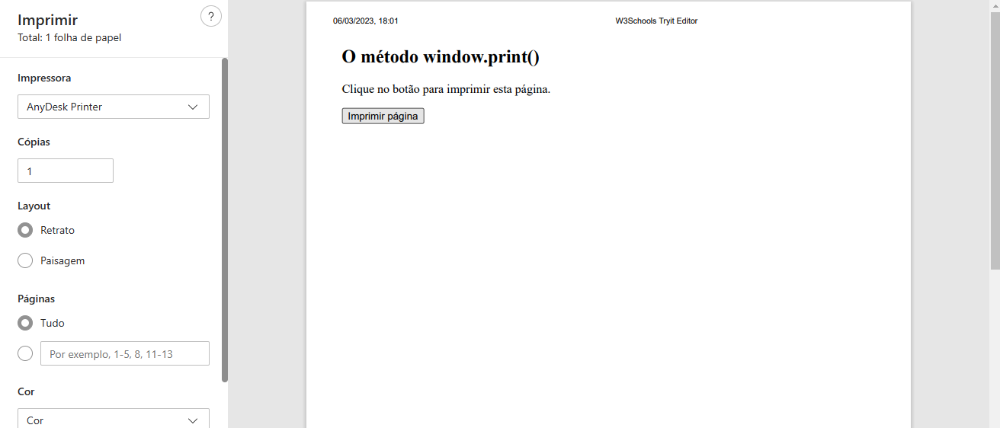 Imprimir
?
Total: 1 folha de papel
Impressora
AnyDesk Printer
Cópias
1
Layout
Retrato
Paisagem
Páginas
Tudo
Por exemplo, 1-5, 8, 11-13
Cor
Cor
06/03/2023, 18:01 W3Schools Tryit Editor
O método window.print()
Clique no botão para imprimir esta página.
Imprimir página